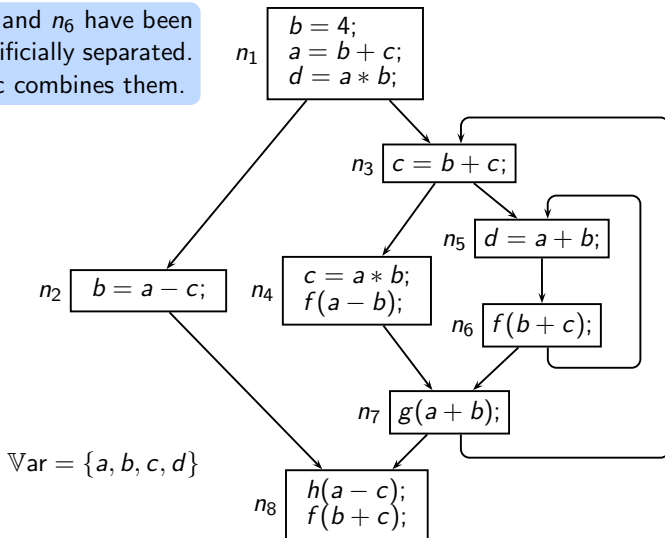 and n₆ have been
ificially separated.
c combines them.
n₁
b = 4;
a = b + c;
d = a ∗ b;
n₃
c = b + c;
n₅
d = a + b;
n₂
b = a − c;
n₄
c = a ∗ b;
f(a − b);
n₆
f(b + c);
n₇
g(a + b);
𝕍ar = {a, b, c, d}
n₈
h(a − c);
f(b + c);